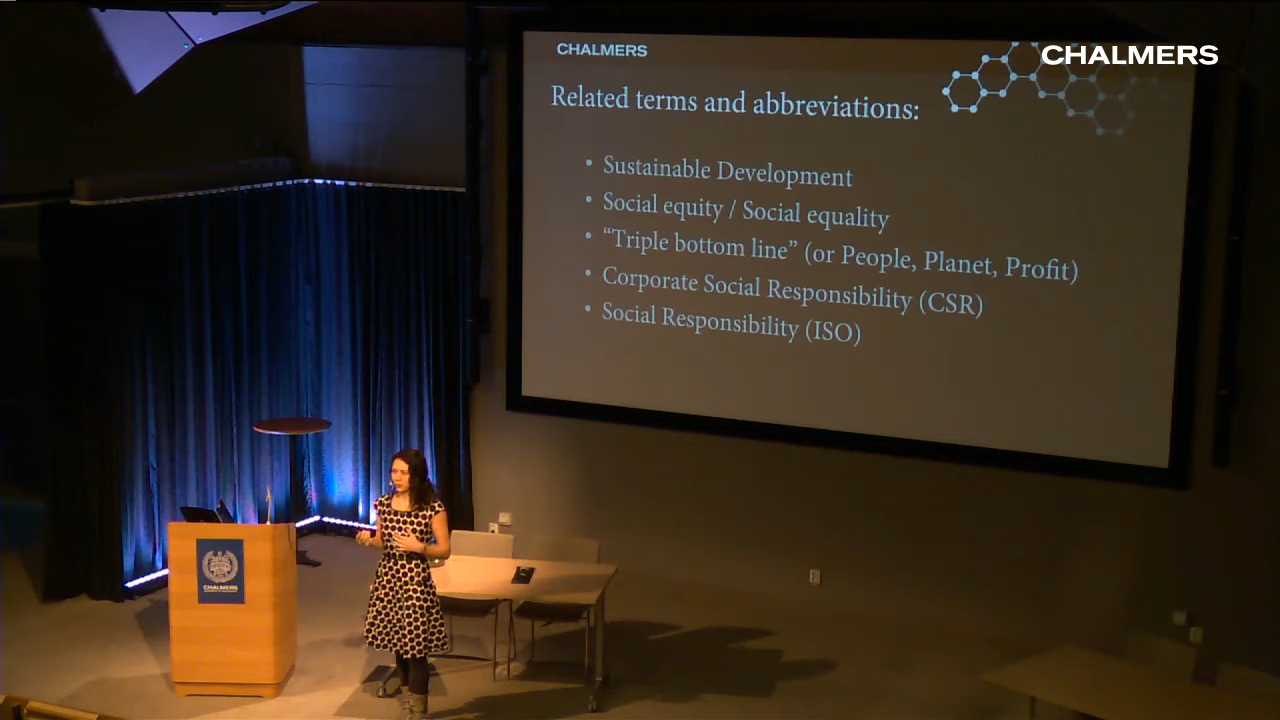 CHALMERS
CHALMERS
Related terms and abbreviations:
• Sustainable Development
• Social equity / Social equality
• “Triple bottom line” (or People, Planet, Profit)
• Corporate Social Responsibility (CSR)
• Social Responsibility (ISO)
CHALMERS